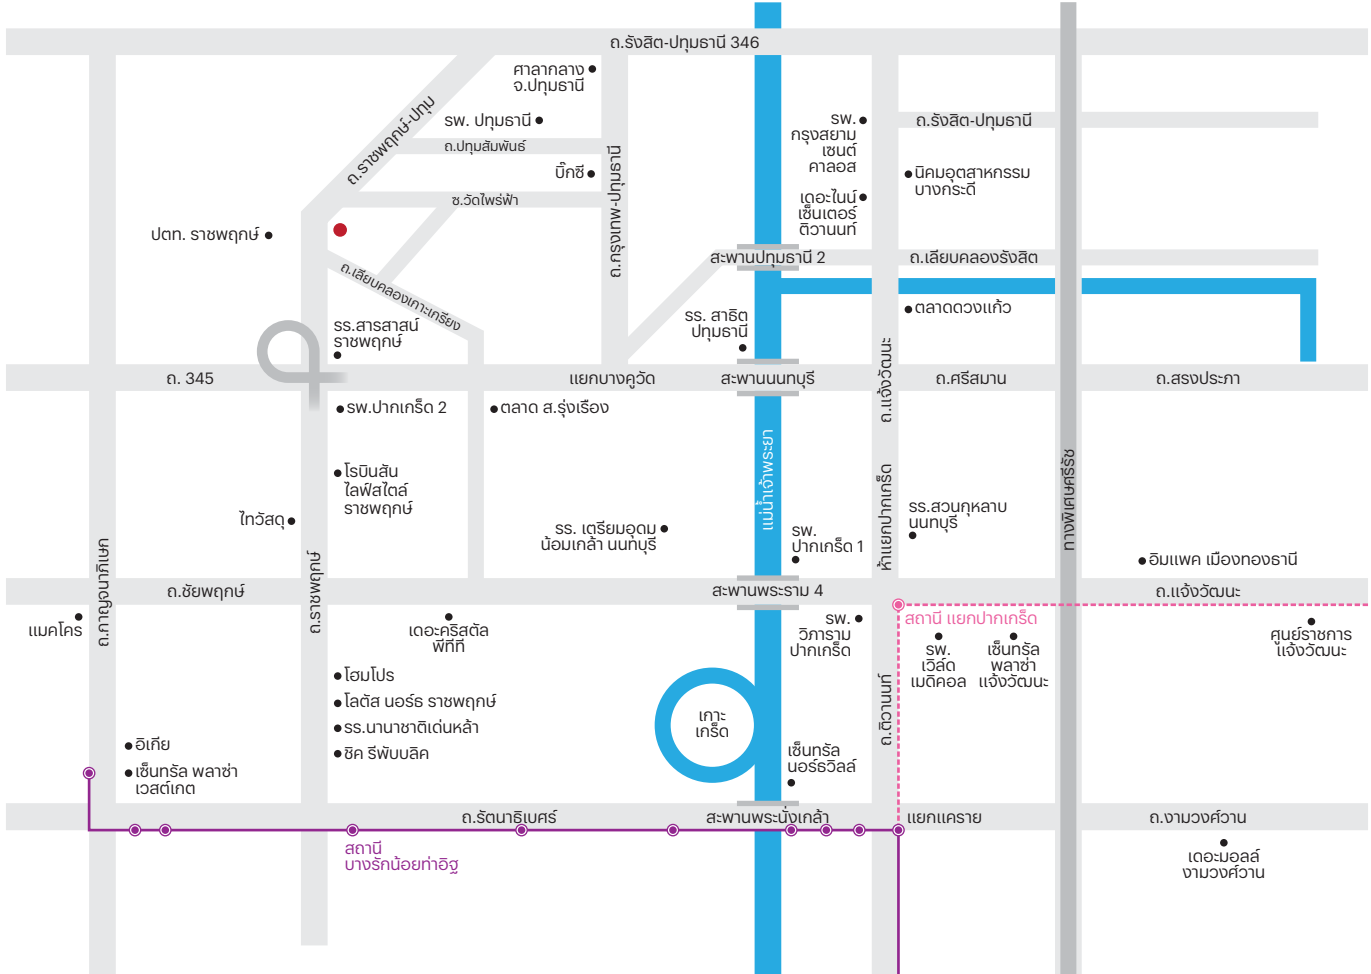 ถ.รังสิต-ปทุมธานี 346
ศาลากลาง
จ.ปทุมธานี
ถ.ราชพฤกษ์-ปทุม
รพ. ปทุมธานี
ถ.ปทุมสัมพันธ์
บิ๊กซี
ซ.วัดไพร่ฟ้า
ถ.กรุงเทพ-ปทุมธานี
รพ.
กรุงสยาม
เซนต์
คาลอส
ถ.รังสิต-ปทุมธานี
นิคมอุตสาหกรรม
บางกระดี
เดอะไนน์
เซ็นเตอร์
ติวานนท์
ปตท. ราชพฤกษ์
ถ.เลียบคลองเกาะเกรียง
สะพานปทุมธานี 2
ถ.เลียบคลองรังสิต
รร. สาธิต
ปทุมธานี
ตลาดดวงแก้ว
รร.สารสาสน์
ราชพฤกษ์
ถ. 345
แยกบางคูวัด
สะพานนนทบุรี
ถ.แจ้งวัฒนะ
ถ.ศรีสมาน
ถ.สรงประภา
รพ.ปากเกร็ด 2
ตลาด ส.รุ่งเรือง
แม่น้ำเจ้าพระยา
โรบินสัน
ไลฟ์สไตล์
ราชพฤกษ์
ไทวัสดุ
รร. เตรียมอุดม
น้อมเกล้า นนทบุรี
รพ.
ปากเกร็ด 1
ห้าแยกปากเกร็ด
รร.สวนกุหลาบ
นนทบุรี
ทางพิเศษศรีรัช
อิมแพค เมืองทองธานี
ถ.กาญจนาภิเษก
ถ.ชัยพฤกษ์
ถ.ราชพฤกษ์
สะพานพระราม 4
ถ.แจ้งวัฒนะ
แมคโคร
เดอะคริสตัล
พีทีที
รพ.
วิภาราม
ปากเกร็ด
สถานี แยกปากเกร็ด
รพ.
เวิลด์
เมดิคอล
เซ็นทรัล
พลาซ่า
แจ้งวัฒนะ
ศูนย์ราชการ
แจ้งวัฒนะ
โฮมโปร
โลตัส นอร์ธ ราชพฤกษ์
รร.นานาชาติเด่นหล้า
ชิค รีพับบลิค
เกาะ
เกร็ด
ถ.ติวานนท์
อิเกีย
เซ็นทรัล พลาซ่า
เวสต์เกต
เซ็นทรัล
นอร์ธวิลล์
ถ.รัตนาธิเบศร์
สะพานพระนั่งเกล้า
แยกแคราย
ถ.งามวงศ์วาน
สถานี
บางรักน้อยท่าอิฐ
เดอะมอลล์
งามวงศ์วาน